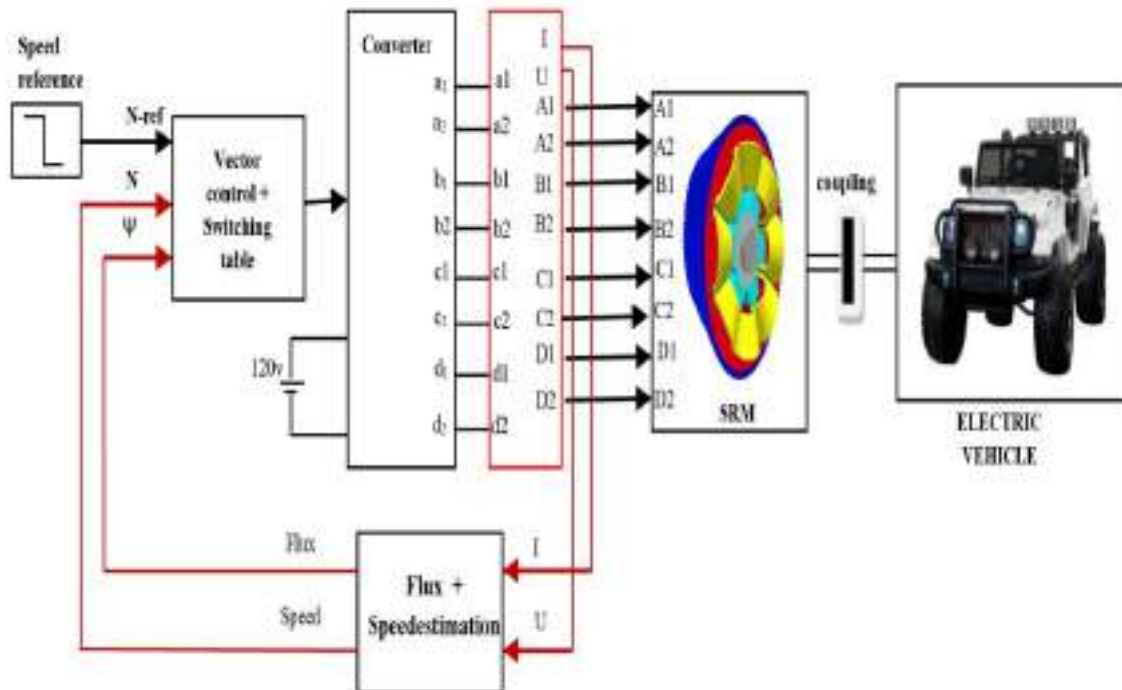 Speed
reference
N-ref
N
Ψ
Vector
control +
Switching
table
120v
Converter
a₁
a₂
b₁
b2
c1
c₂
d₁
d₂
a1
a2
b1
b2
c1
c2
d1
d2
I
U
A1
A2
B1
B2
C1
C2
D1
D2
A1
A2
B1
B2
C1
C2
D1
D2
SRM
coupling
ELECTRIC
VEHICLE
Flux
Speed
Flux +
Speedestimation
I
U